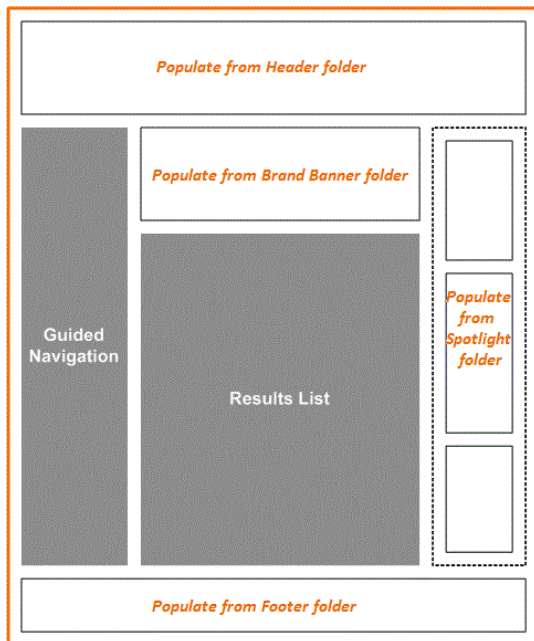 Populate from Header folder
Populate from Brand Banner folder
Guided
Navigation
Results List
Populate
from
Spotlight
folder
Populate from Footer folder